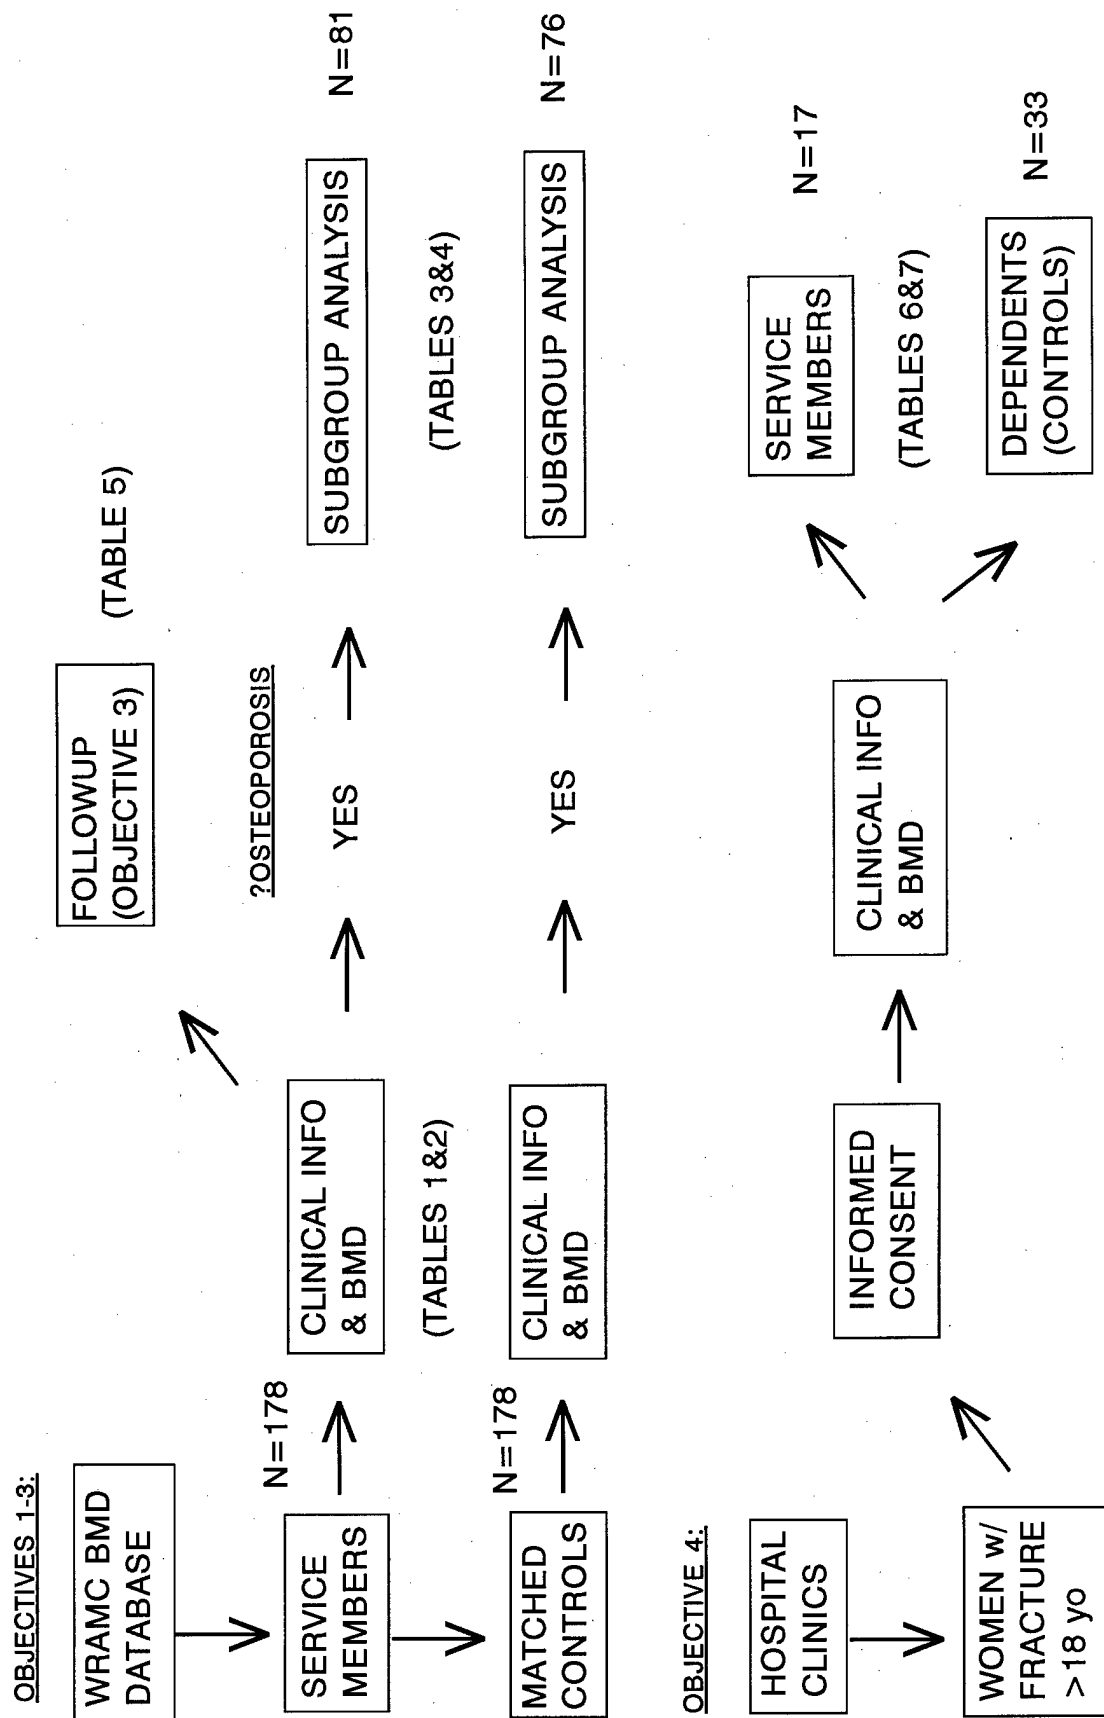 OBJECTIVES 1-3:
WRAMC BMD
DATABASE
FOLLOWUP
(OBJECTIVE 3)
(TABLE 5)
?OSTEOPOROSIS
SERVICE
MEMBERS
N=178
CLINICAL INFO
& BMD
YES
SUBGROUP ANALYSIS
N=81
(TABLES 1&2)
(TABLES 3&4)
MATCHED
CONTROLS
N=178
CLINICAL INFO
& BMD
YES
SUBGROUP ANALYSIS
N=76
OBJECTIVE 4:
HOSPITAL
CLINICS
WOMEN w/
FRACTURE
>18 yo
INFORMED
CONSENT
CLINICAL INFO
& BMD
SERVICE
MEMBERS
N=17
(TABLES 6&7)
DEPENDENTS
(CONTROLS)
N=33